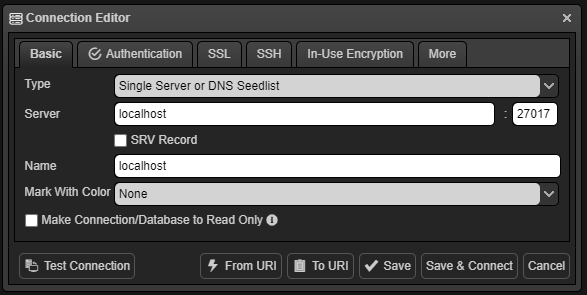 Connection Editor
Basic Authentication SSL SSH In-Use Encryption More
Type Single Server or DNS Seedlist
Server localhost : 27017
SRV Record
Name localhost
Mark With Color None
Make Connection/Database to Read Only
Test Connection From URI To URI Save Save & Connect Cancel